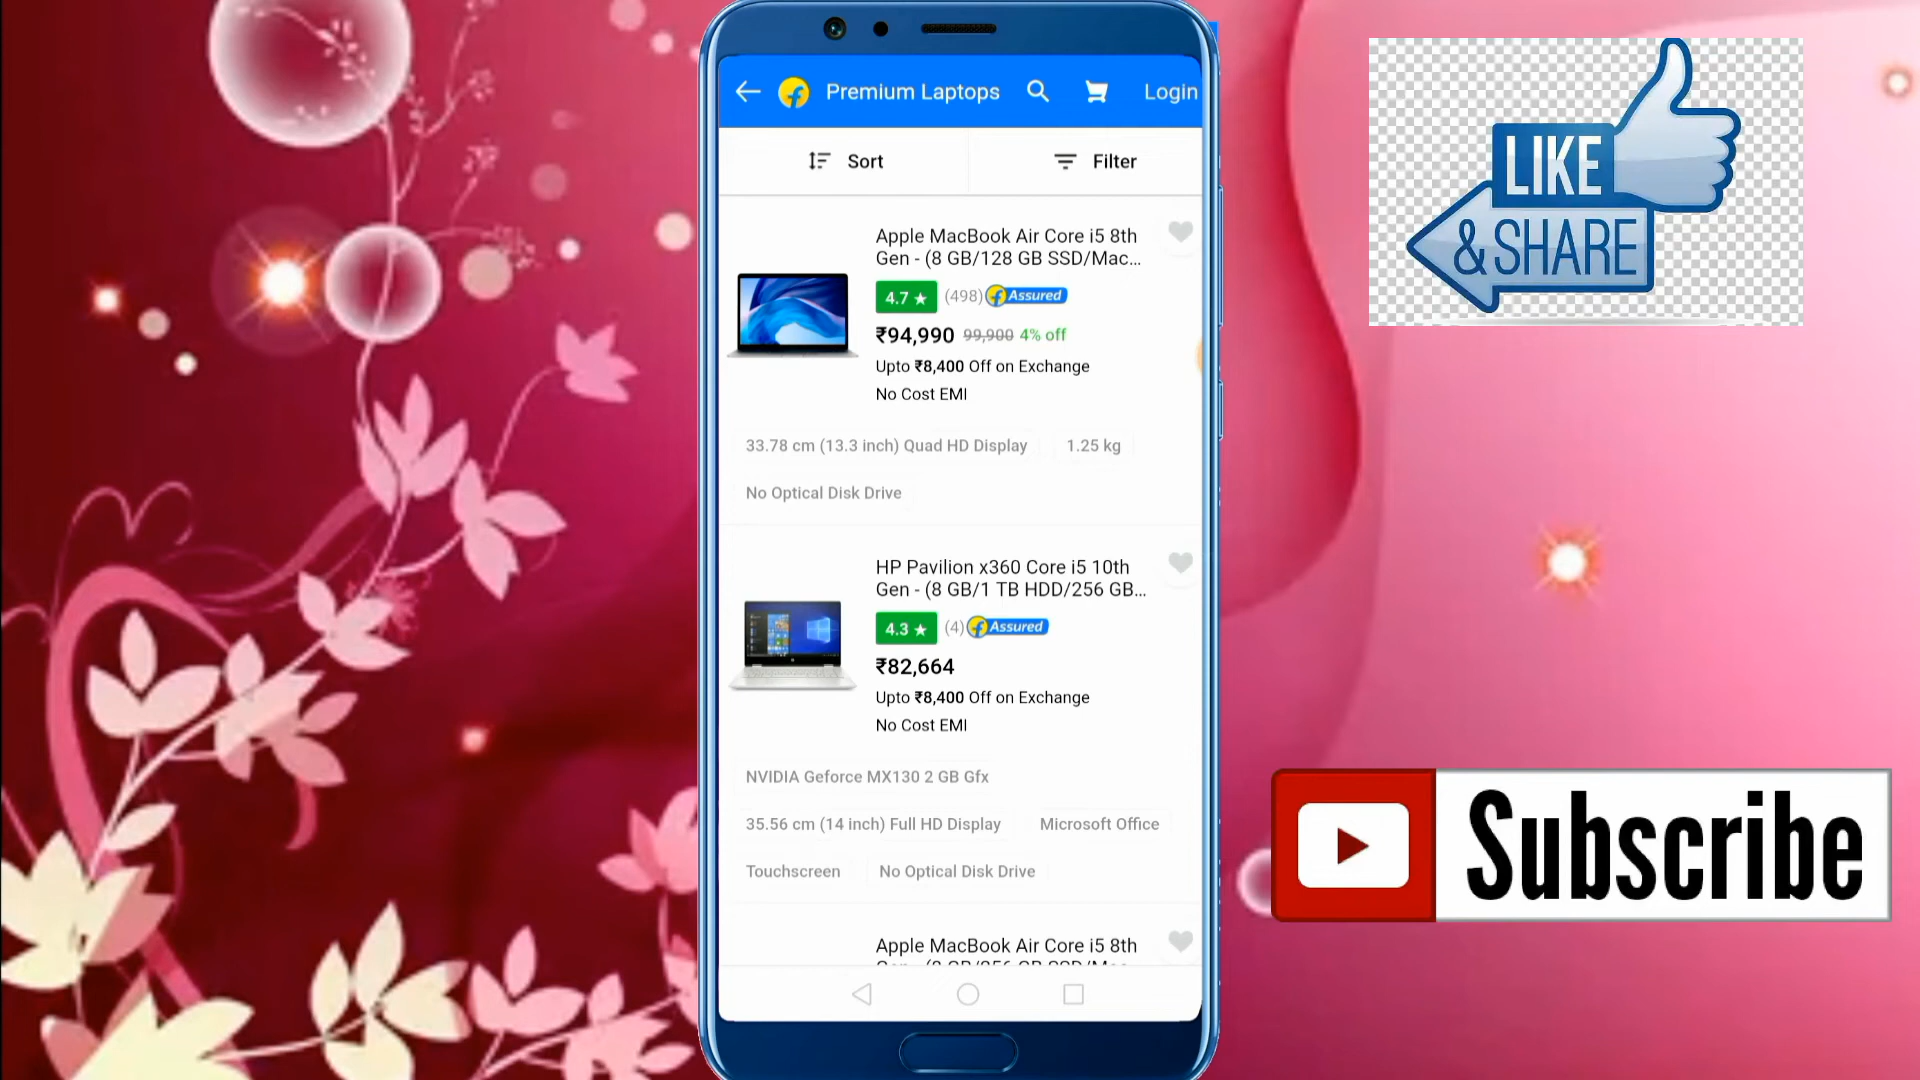 Premium Laptops
Login
Sort
Filter
Apple MacBook Air Core i5 8th
Gen - (8 GB/128 GB SSD/Mac...
4.7 ★ (498) Assured
₹94,990 99,900 4% off
Upto ₹8,400 Off on Exchange
No Cost EMI
33.78 cm (13.3 inch) Quad HD Display
1.25 kg
No Optical Disk Drive
HP Pavilion x360 Core i5 10th
Gen - (8 GB/1 TB HDD/256 GB...
4.3 ★ (4) Assured
₹82,664
Upto ₹8,400 Off on Exchange
No Cost EMI
NVIDIA Geforce MX130 2 GB Gfx
35.56 cm (14 inch) Full HD Display
Microsoft Office
Touchscreen
No Optical Disk Drive
Apple MacBook Air Core i5 8th
LIKE
& SHARE
Subscribe